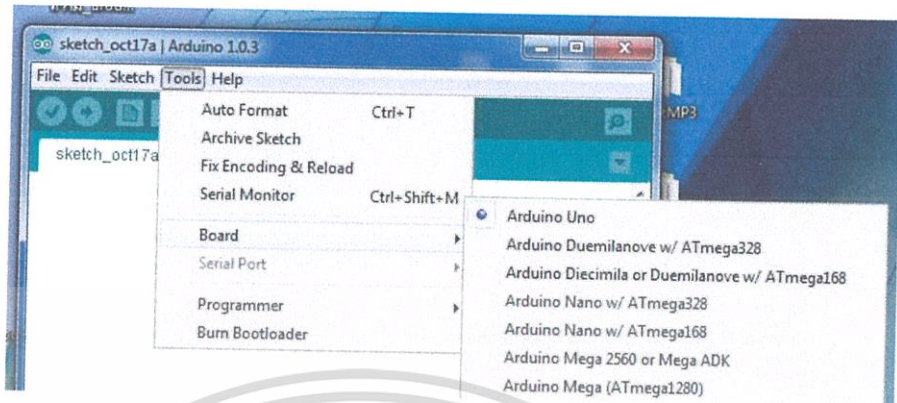 sketch_oct17a | Arduino 1.0.3
File Edit Sketch Tools Help
Auto Format Ctrl+T
Archive Sketch
Fix Encoding & Reload
Serial Monitor Ctrl+Shift+M
Board
Serial Port
Programmer
Burn Bootloader
sketch_oct17a
MP3
Arduino Uno
Arduino Duemilanove w/ ATmega328
Arduino Diecimila or Duemilanove w/ ATmega168
Arduino Nano w/ ATmega328
Arduino Nano w/ ATmega168
Arduino Mega 2560 or Mega ADK
Arduino Mega (ATmega1280)